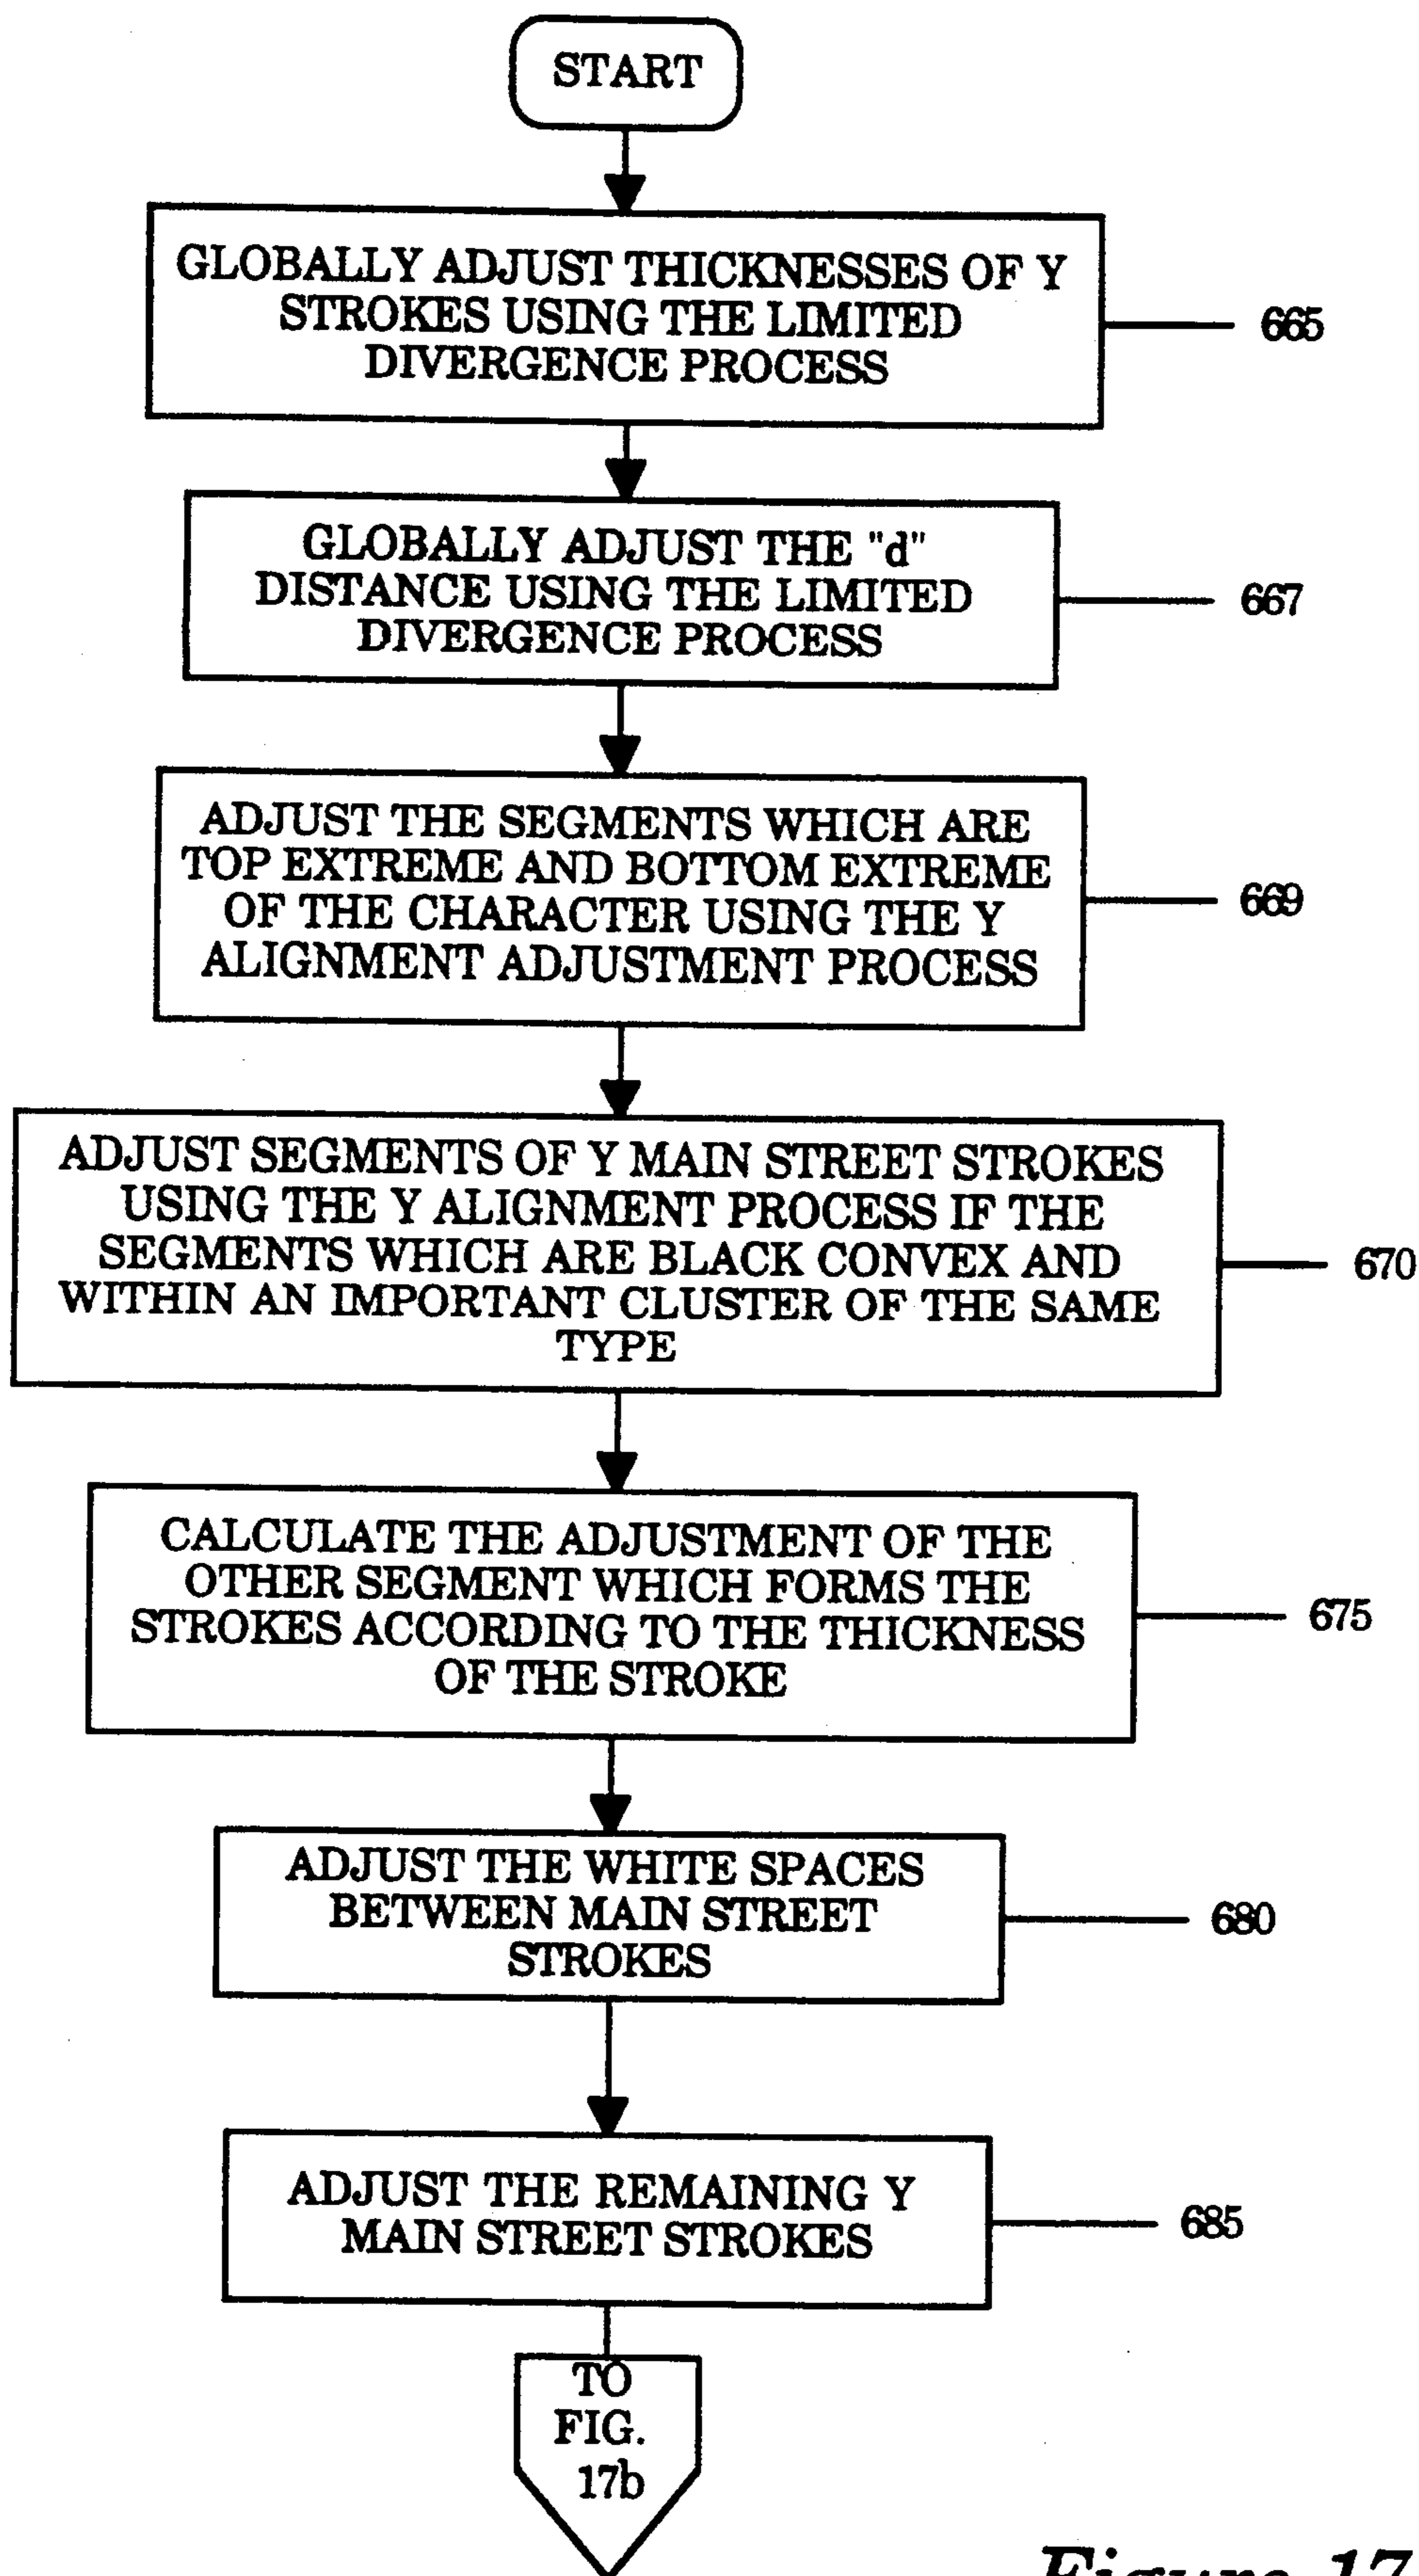 START
GLOBALLY ADJUST THICKNESSES OF Y
STROKES USING THE LIMITED
DIVERGENCE PROCESS
665
GLOBALLY ADJUST THE "d"
DISTANCE USING THE LIMITED
DIVERGENCE PROCESS
667
ADJUST THE SEGMENTS WHICH ARE
TOP EXTREME AND BOTTOM EXTREME
OF THE CHARACTER USING THE Y
ALIGNMENT ADJUSTMENT PROCESS
669
ADJUST SEGMENTS OF Y MAIN STREET STROKES
USING THE Y ALIGNMENT PROCESS IF THE
SEGMENTS WHICH ARE BLACK CONVEX AND
WITHIN AN IMPORTANT CLUSTER OF THE SAME
TYPE
670
CALCULATE THE ADJUSTMENT OF THE
OTHER SEGMENT WHICH FORMS THE
STROKES ACCORDING TO THE THICKNESS
OF THE STROKE
675
ADJUST THE WHITE SPACES
BETWEEN MAIN STREET
STROKES
680
ADJUST THE REMAINING Y
MAIN STREET STROKES
685
TO
FIG.
17b
Figure 17